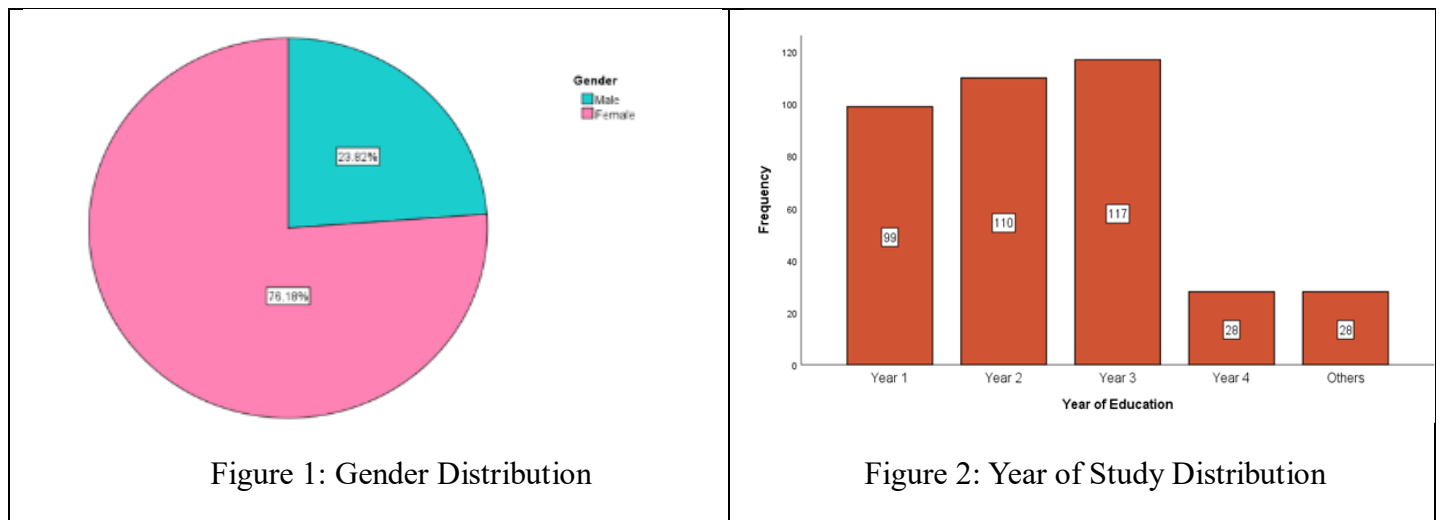 Gender
Male
Female
23.82%
76.18%
Figure 1: Gender Distribution
120
100
80
60
40
20
0
Frequency
99
110
117
28
28
Year 1
Year 2
Year 3
Year 4
Others
Year of Education
Figure 2: Year of Study Distribution